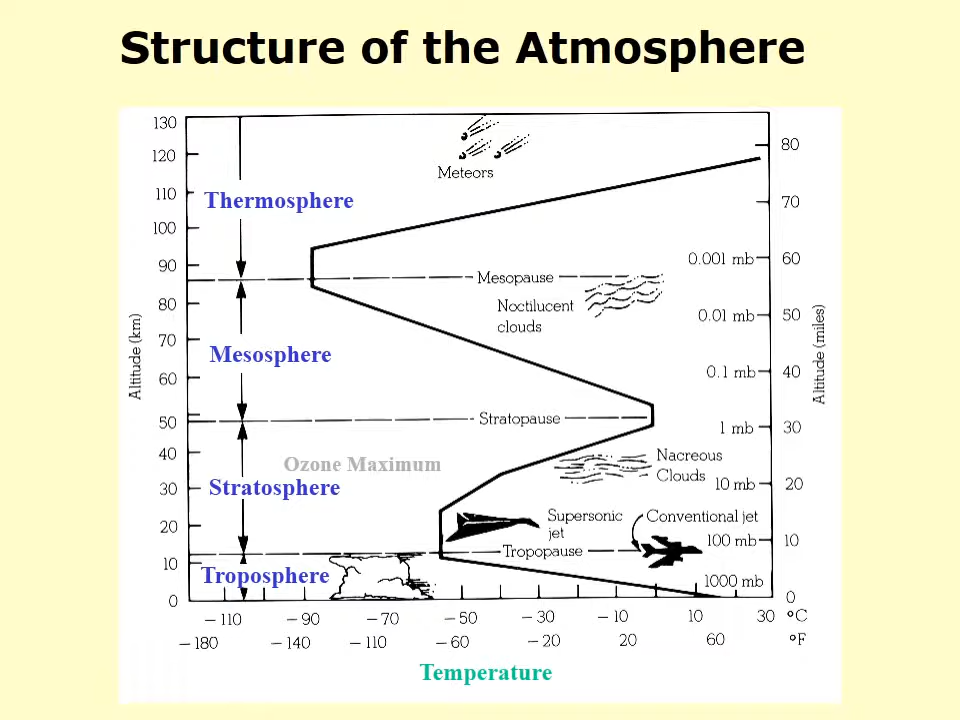 Structure of the Atmosphere
130
120
110
100
90
80
70
60
50
40
30
20
10
0
Altitude (km)
Thermosphere
Mesosphere
Ozone Maximum
Stratosphere
Troposphere
Meteors
Mesopause
Noctilucent
clouds
Stratopause
Nacreous
Clouds
Supersonic
jet
Conventional jet
Tropopause
0.001 mb
0.01 mb
0.1 mb
1 mb
10 mb
100 mb
1000 mb
80
70
60
50
40
30
20
10
0
Altitude (miles)
-110 -90 -70 -50 -30 -10 10 30 °C
-180 -140 -110 -60 -20 20 60 °F
Temperature